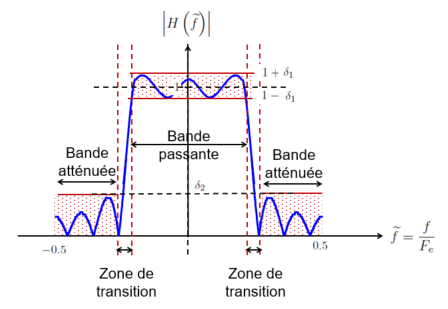 |H(f̃)|
1 + δ₁
1
1 − δ₁
Bande
passante
Bande
atténuée
Bande
atténuée
δ₂
−0.5
0.5
f̃ = f/Fₑ
Zone de
transition
Zone de
transition